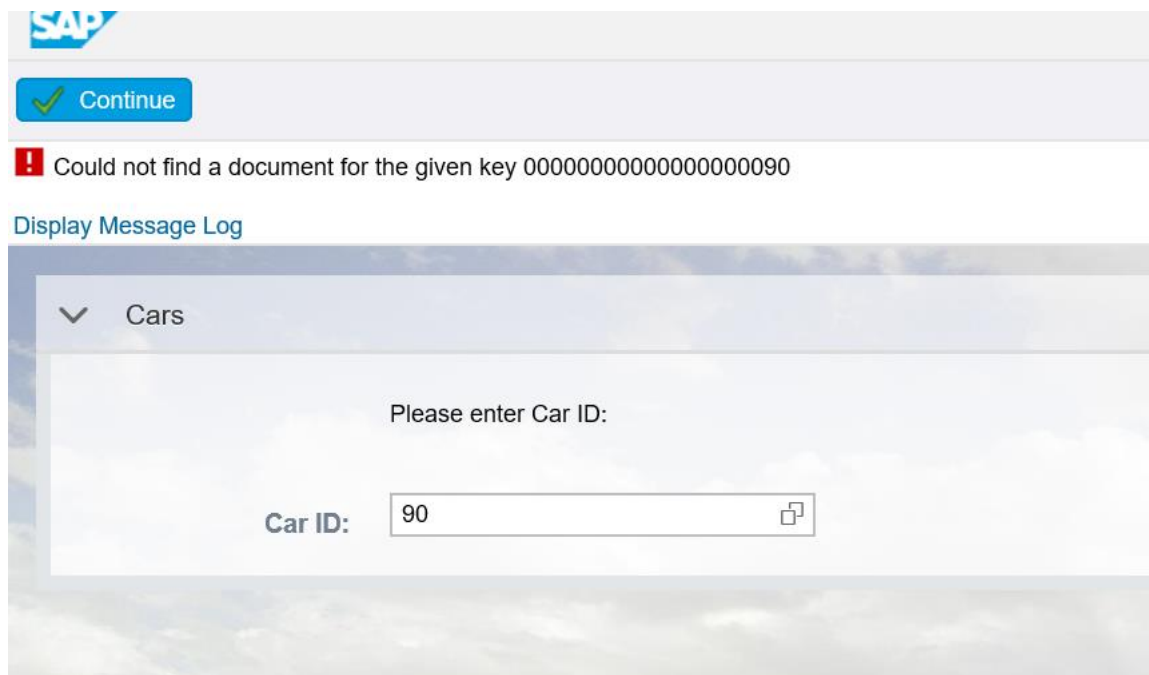 SAP
Continue
Could not find a document for the given key 00000000000000000090
Display Message Log
Cars
Please enter Car ID:
Car ID: 90